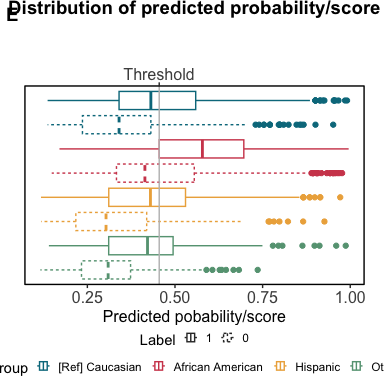 E
Distribution of predicted probability/score
Threshold
0.25 0.50 0.75 1.00
Predicted pobability/score
Label 1 0
roup [Ref] Caucasian African American Hispanic Ot